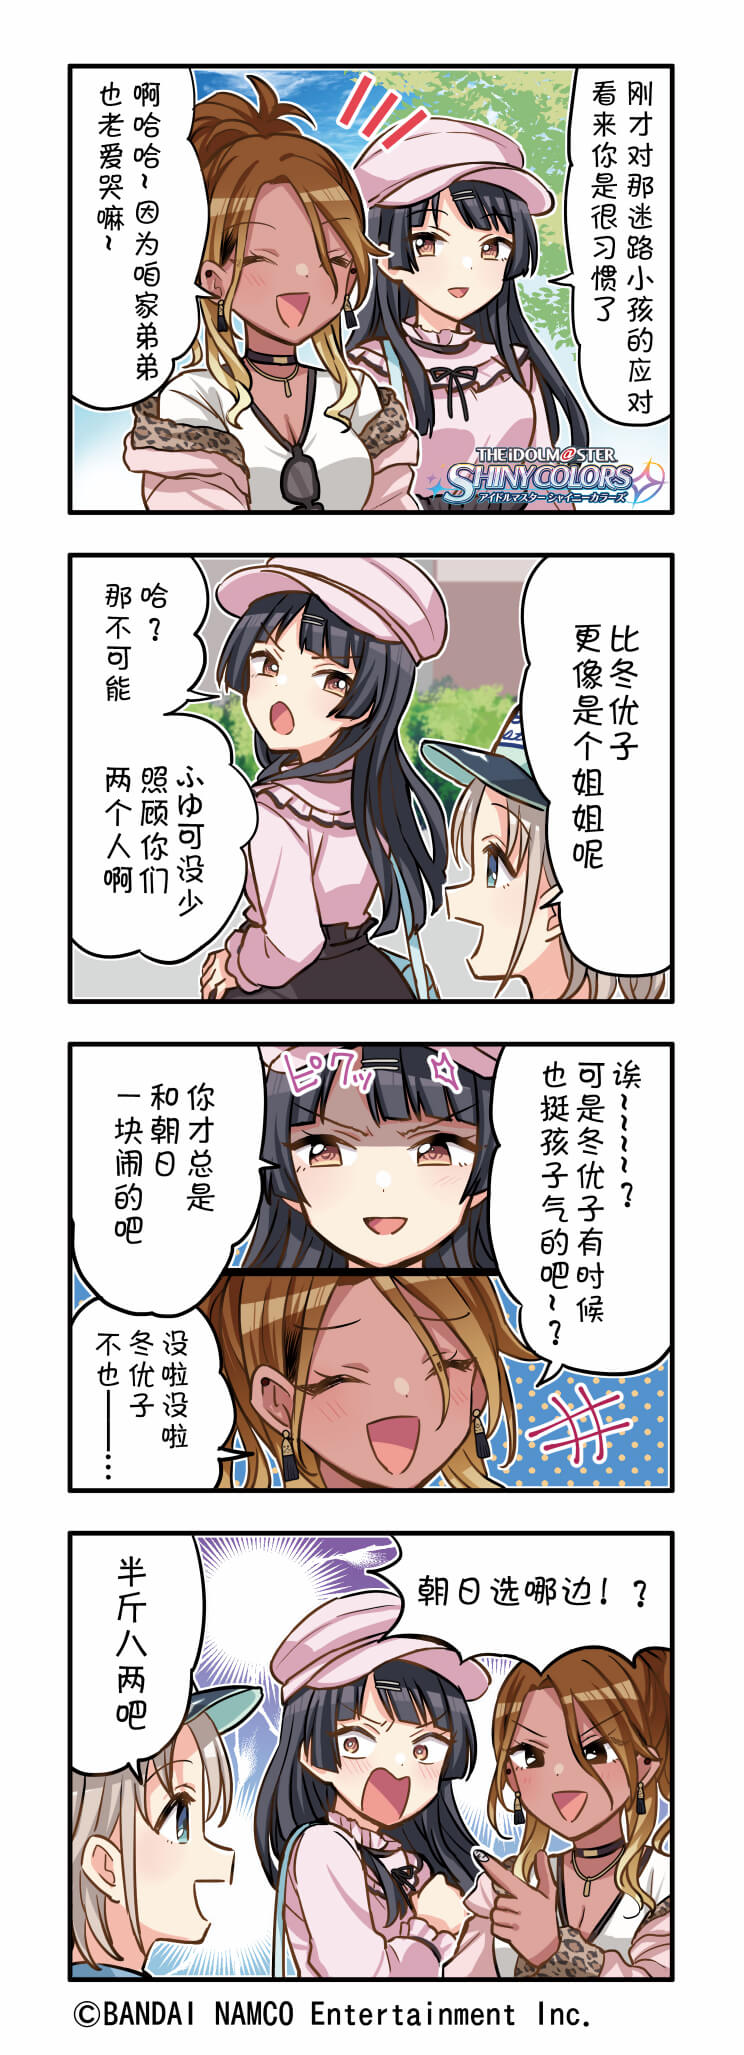 刚才对那迷路小孩的应对
看来你是很习惯了
啊哈哈~因为咱家弟弟
也老爱哭嘛~
THE iDOLM@STER
SHINYCOLORS
アイドルマスター シャイニーカラーズ
比冬优子
更像是个姐姐呢
哈？
那不可能
ふゆ可没少
照顾你们
两个人啊
诶~~~~？
可是冬优子有时候
也挺孩子气的吧~？
ピクッ
你才总是
和朝日
一块闹的吧
没啦没啦
冬优子
不也——…
朝日选哪边！？
半斤八两吧
©BANDAI NAMCO Entertainment Inc.